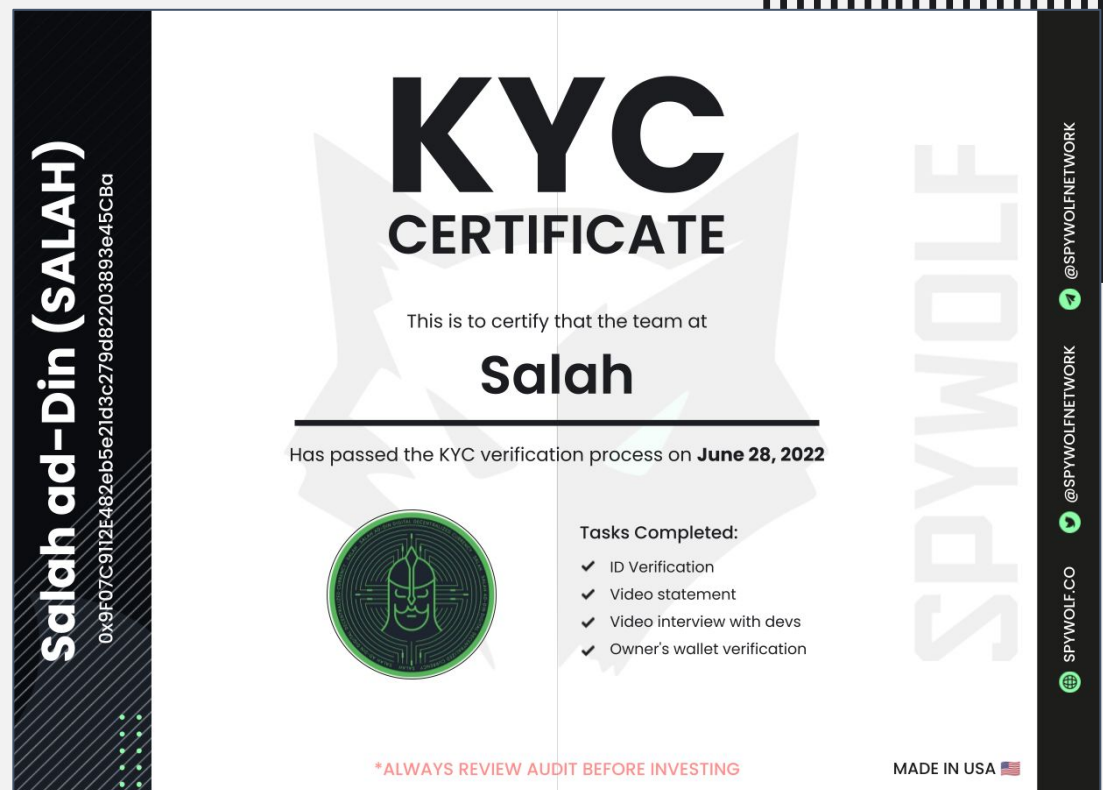 Salah ad-Din (SALAH)
0x9F07C9112E482eb5e21d3c279d82203893e45CBa
KYC
CERTIFICATE
This is to certify that the team at
Salah
Has passed the KYC verification process on June 28, 2022
Tasks Completed:
ID Verification
Video statement
Video interview with devs
Owner's wallet verification
*ALWAYS REVIEW AUDIT BEFORE INVESTING
MADE IN USA 🇺🇸
SPYWOLF
SPYWOLF.CO
@SPYWOLFNETWORK
@SPYWOLFNETWORK